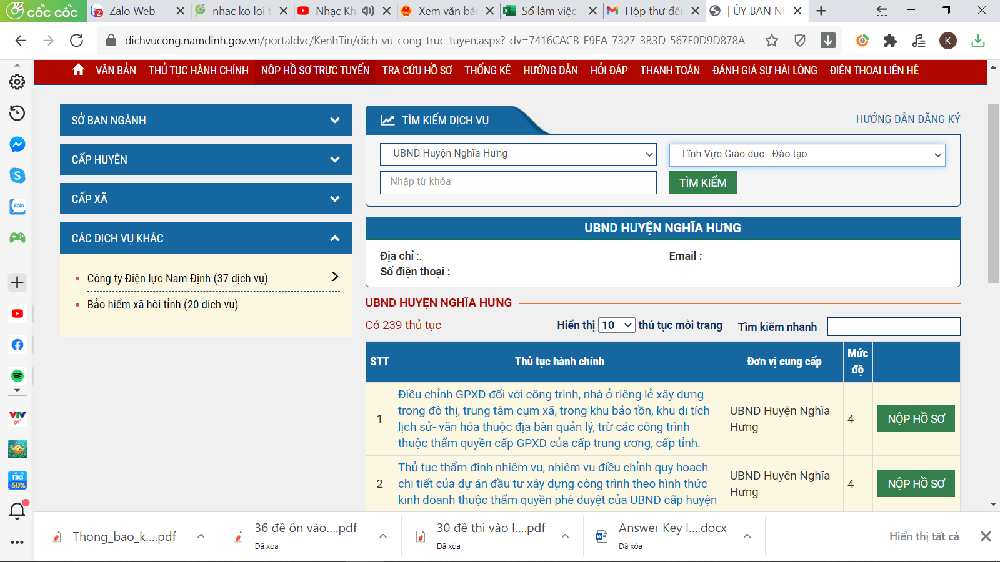 cốc cốc
Zalo Web
nhac ko loi t
Nhạc Kh
Xem văn bản
Sổ làm việc
Hộp thư đến
| ỦY BAN NH
dichvucong.namdinh.gov.vn/portaldvc/KenhTin/dich-vu-cong-truc-tuyen.aspx?_dv=7416CACB-E9EA-7327-3B3D-567E0D9D878A
K
VĂN BẢN THỦ TỤC HÀNH CHÍNH NỘP HỒ SƠ TRỰC TUYẾN TRA CỨU HỒ SƠ THỐNG KÊ HƯỚNG DẪN HỎI ĐÁP THANH TOÁN ĐÁNH GIÁ SỰ HÀI LÒNG ĐIỆN THOẠI LIÊN HỆ
SỞ BAN NGÀNH
CẤP HUYỆN
CẤP XÃ
CÁC DỊCH VỤ KHÁC
Công ty Điện lực Nam Định (37 dịch vụ)
Bảo hiểm xã hội tỉnh (20 dịch vụ)
TÌM KIẾM DỊCH VỤ
HƯỚNG DẪN ĐĂNG KÝ
UBND Huyện Nghĩa Hưng
Lĩnh Vực Giáo dục - Đào tạo
Nhập từ khóa
TÌM KIẾM
UBND HUYỆN NGHĨA HƯNG
Địa chỉ :.
Email :
Số điện thoại :
UBND HUYỆN NGHĨA HƯNG
Có 239 thủ tục
Hiển thị 10 thủ tục mỗi trang
Tìm kiếm nhanh
STT
Thủ tục hành chính
Đơn vị cung cấp
Mức
độ
1
Điều chỉnh GPXD đối với công trình, nhà ở riêng lẻ xây dựng
trong đô thị, trung tâm cụm xã, trong khu bảo tồn, khu di tích
lịch sử- văn hóa thuộc địa bàn quản lý, trừ các công trình
thuộc thẩm quyền cấp GPXD của cấp trung ương, cấp tỉnh.
UBND Huyện Nghĩa
Hưng
4
NỘP HỒ SƠ
2
Thủ tục thẩm định nhiệm vụ, nhiệm vụ điều chỉnh quy hoạch
chi tiết của dự án đầu tư xây dựng công trình theo hình thức
kinh doanh thuộc thẩm quyền phê duyệt của UBND cấp huyện
UBND Huyện Nghĩa
Hưng
4
NỘP HỒ SƠ
Zalo
VTV
go
TIKI
-50%
Thong_bao_k....pdf
36 đề ôn vào....pdf
Đã xóa
30 đề thi vào l....pdf
Đã xóa
Answer Key l....docx
Đã xóa
Hiển thị tất cả